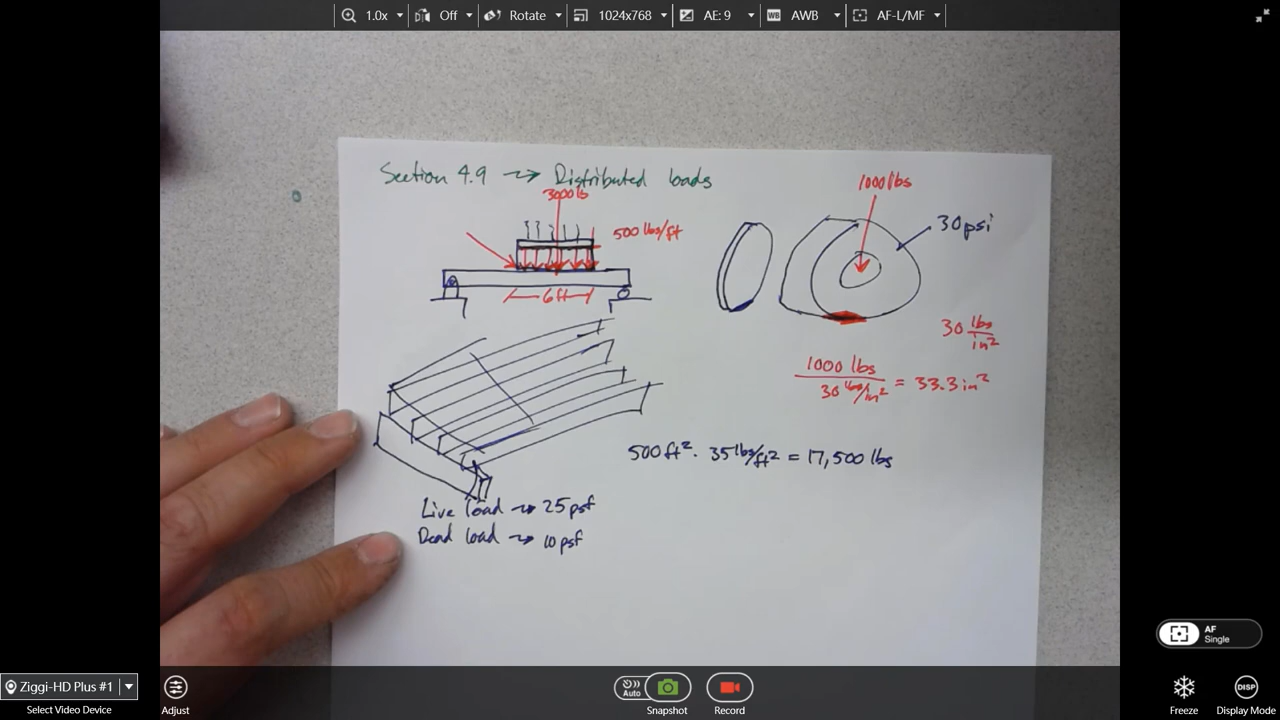 1.0x Off Rotate 1024x768 AE: 9 WB AWB AF-L/MF
Section 4.9 → Distributed loads
3000 lb
500 lbs/ft
6 ft
1000 lbs
30 psi
30 lbs/in²
1000 lbs / 30 lbs/in² = 33.3 in²
500 ft² · 35 lbs/ft² = 17,500 lbs
Live load → 25 psf
Dead load → 10 psf
AF
Single
Ziggi-HD Plus #1
Select Video Device
Adjust
Auto
Snapshot
Record
Freeze
DISP
Display Mode